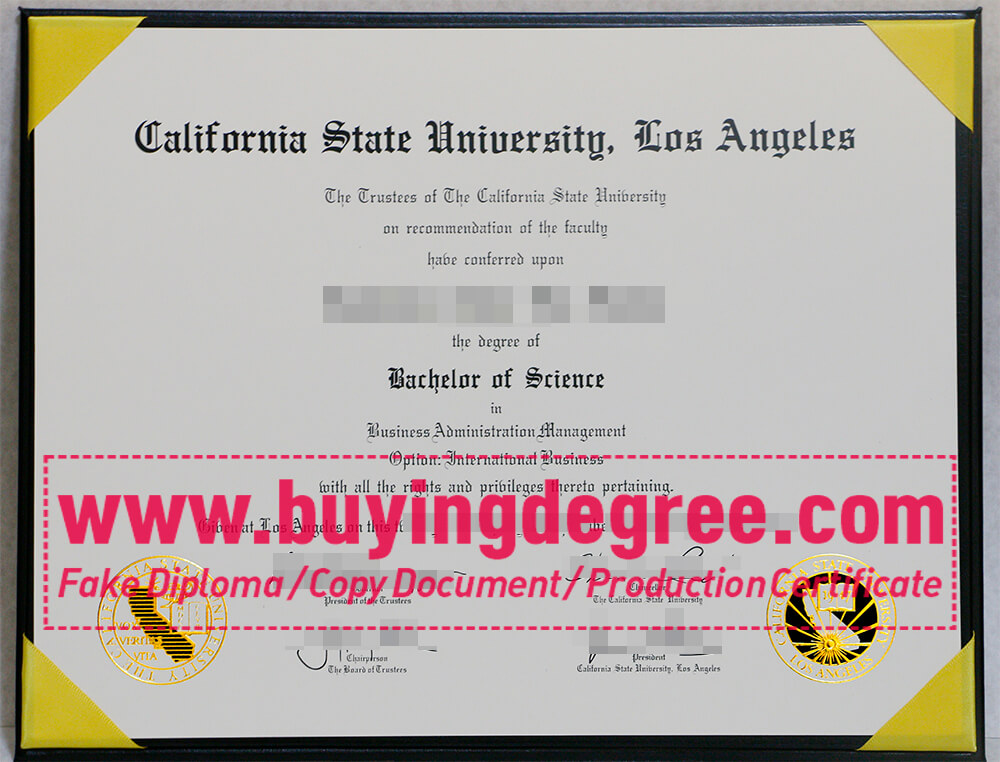 California State University, Los Angeles
The Trustees of The California State University
on recommendation of the faculty
have conferred upon
the degree of
Bachelor of Science
in
Business Administration Management
Option: International Business
with all the rights and privileges thereto pertaining.
www.buyingdegree.com
Given at Los Angeles on this
Fake Diploma / Copy Document / Production Certificate
President of the Trustees
Chancellor
The California State University
Chairperson
The Board of Trustees
President
California State University, Los Angeles
VITA
LOS ANGELES